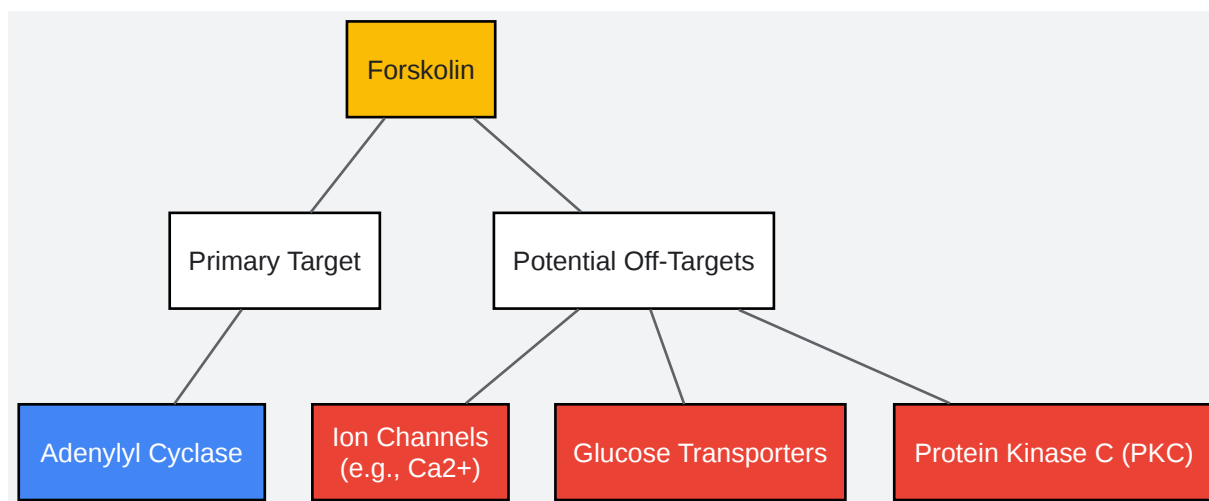 Forskolin
Primary Target
Potential Off-Targets
Adenylyl Cyclase
Ion Channels
(e.g., Ca2+)
Glucose Transporters
Protein Kinase C (PKC)